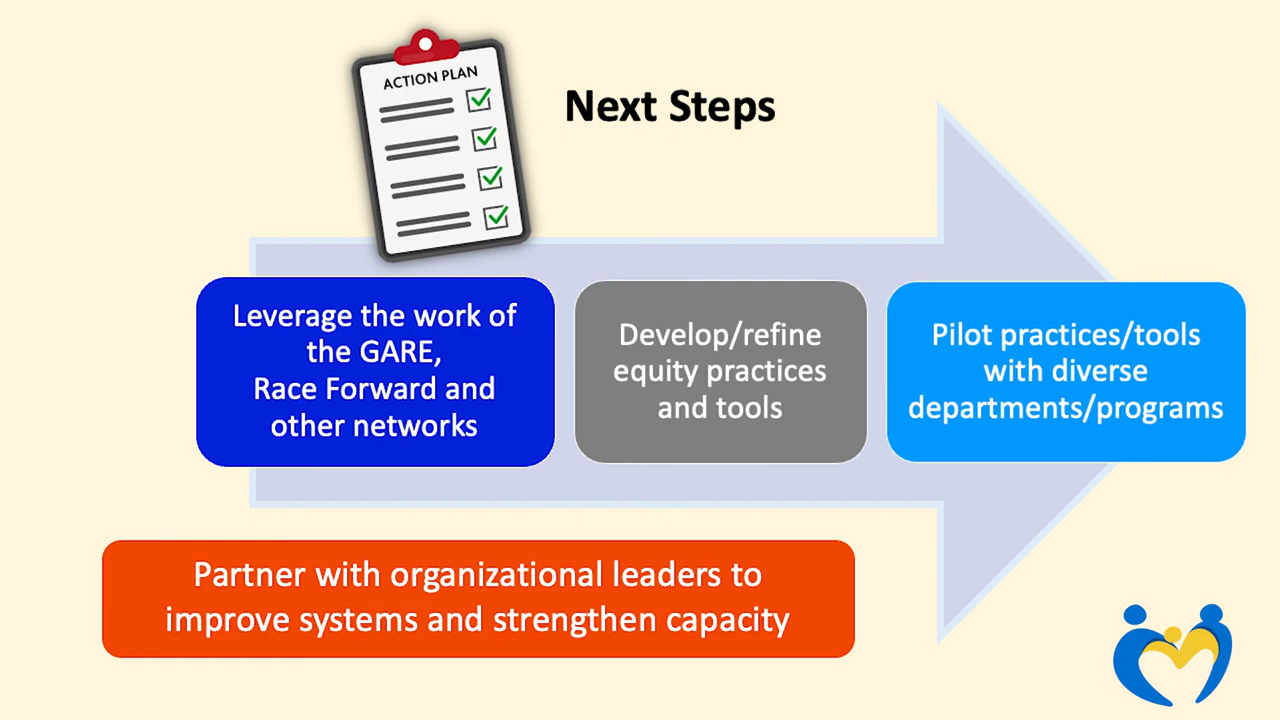 ACTION PLAN
Next Steps
Leverage the work of
the GARE,
Race Forward and
other networks
Develop/refine
equity practices
and tools
Pilot practices/tools
with diverse
departments/programs
Partner with organizational leaders to
improve systems and strengthen capacity